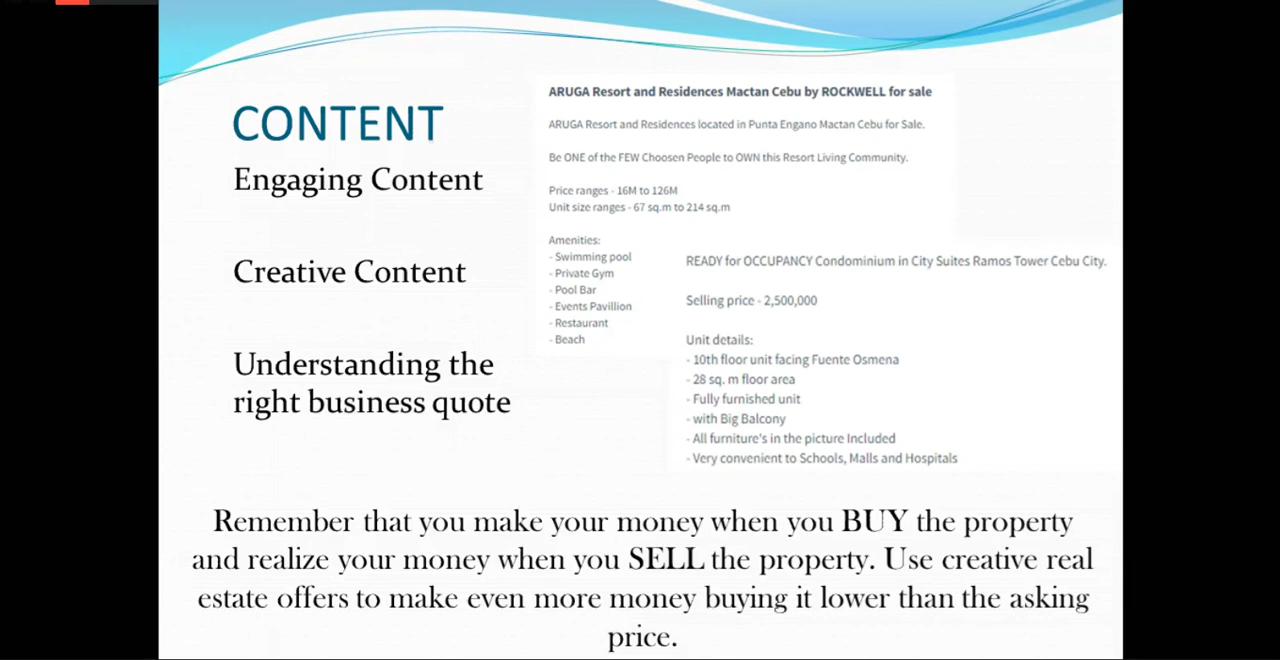 CONTENT
Engaging Content
Creative Content
Understanding the
right business quote
ARUGA Resort and Residences Mactan Cebu by ROCKWELL for sale
ARUGA Resort and Residences located in Punta Engano Mactan Cebu for Sale.
Be ONE of the FEW Choosen People to OWN this Resort Living Community.
Price ranges - 16M to 126M
Unit size ranges - 67 sq.m to 214 sq.m
Amenities:
- Swimming pool
- Private Gym
- Pool Bar
- Events Pavillion
- Restaurant
- Beach
READY for OCCUPANCY Condominium in City Suites Ramos Tower Cebu City.
Selling price - 2,500,000
Unit details:
- 10th floor unit facing Fuente Osmena
- 28 sq. m floor area
- Fully furnished unit
- with Big Balcony
- All furniture's in the picture Included
- Very convenient to Schools, Malls and Hospitals
Remember that you make your money when you BUY the property
and realize your money when you SELL the property. Use creative real
estate offers to make even more money buying it lower than the asking
price.